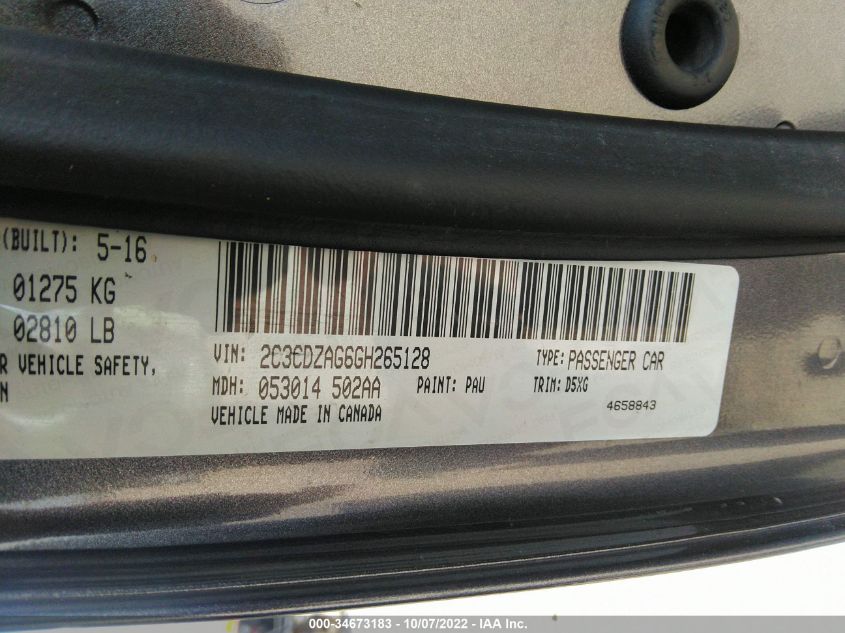 (BUILT): 5-16
01275 KG
02810 LB
R VEHICLE SAFETY,
N
VIN: 2C3CDZAG6GH265128 TYPE: PASSENGER CAR
MDH: 053014 502AA PAINT: PAU TRIM: D5XG
VEHICLE MADE IN CANADA 4658843
000-34673183 - 10/07/2022 - IAA Inc.